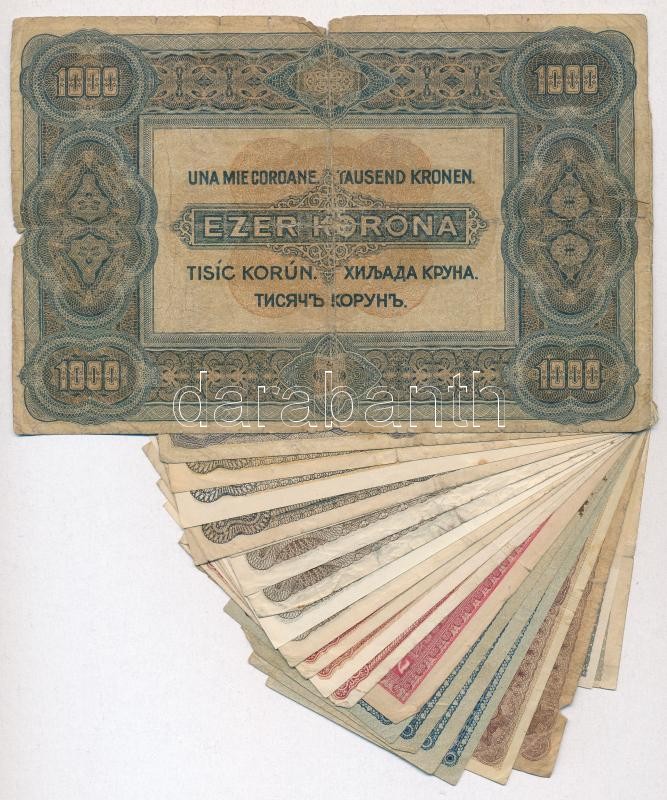 1000 1000
UNA MIE COROANE. TAUSEND KRONEN.
EZER KORONA
TISÍC KORÚN. ХИЉАДА КРУНА.
ТИСЯЧЪ КОРУНЪ.
1000 1000
darabanth